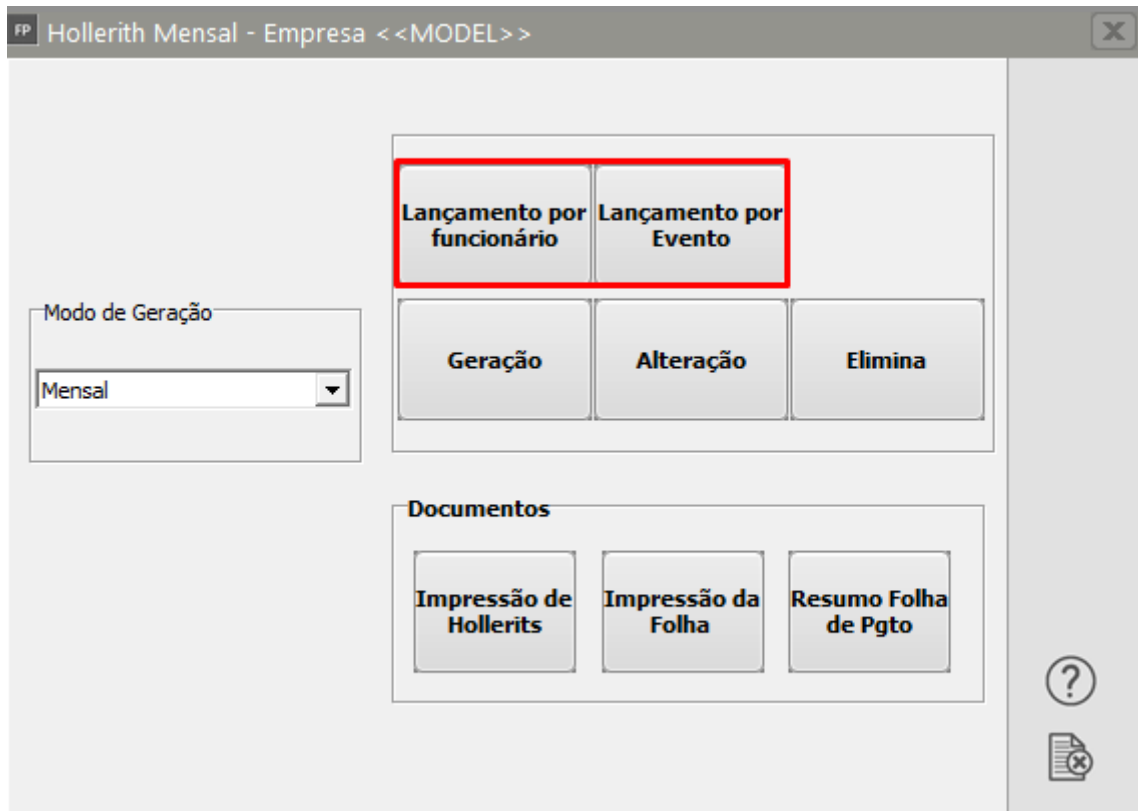 FP Hollerith Mensal - Empresa <<MODEL>>
Lançamento por funcionário
Lançamento por Evento
Modo de Geração
Mensal
Geração
Alteração
Elimina
Documentos
Impressão de Hollerits
Impressão da Folha
Resumo Folha de Pgto
?